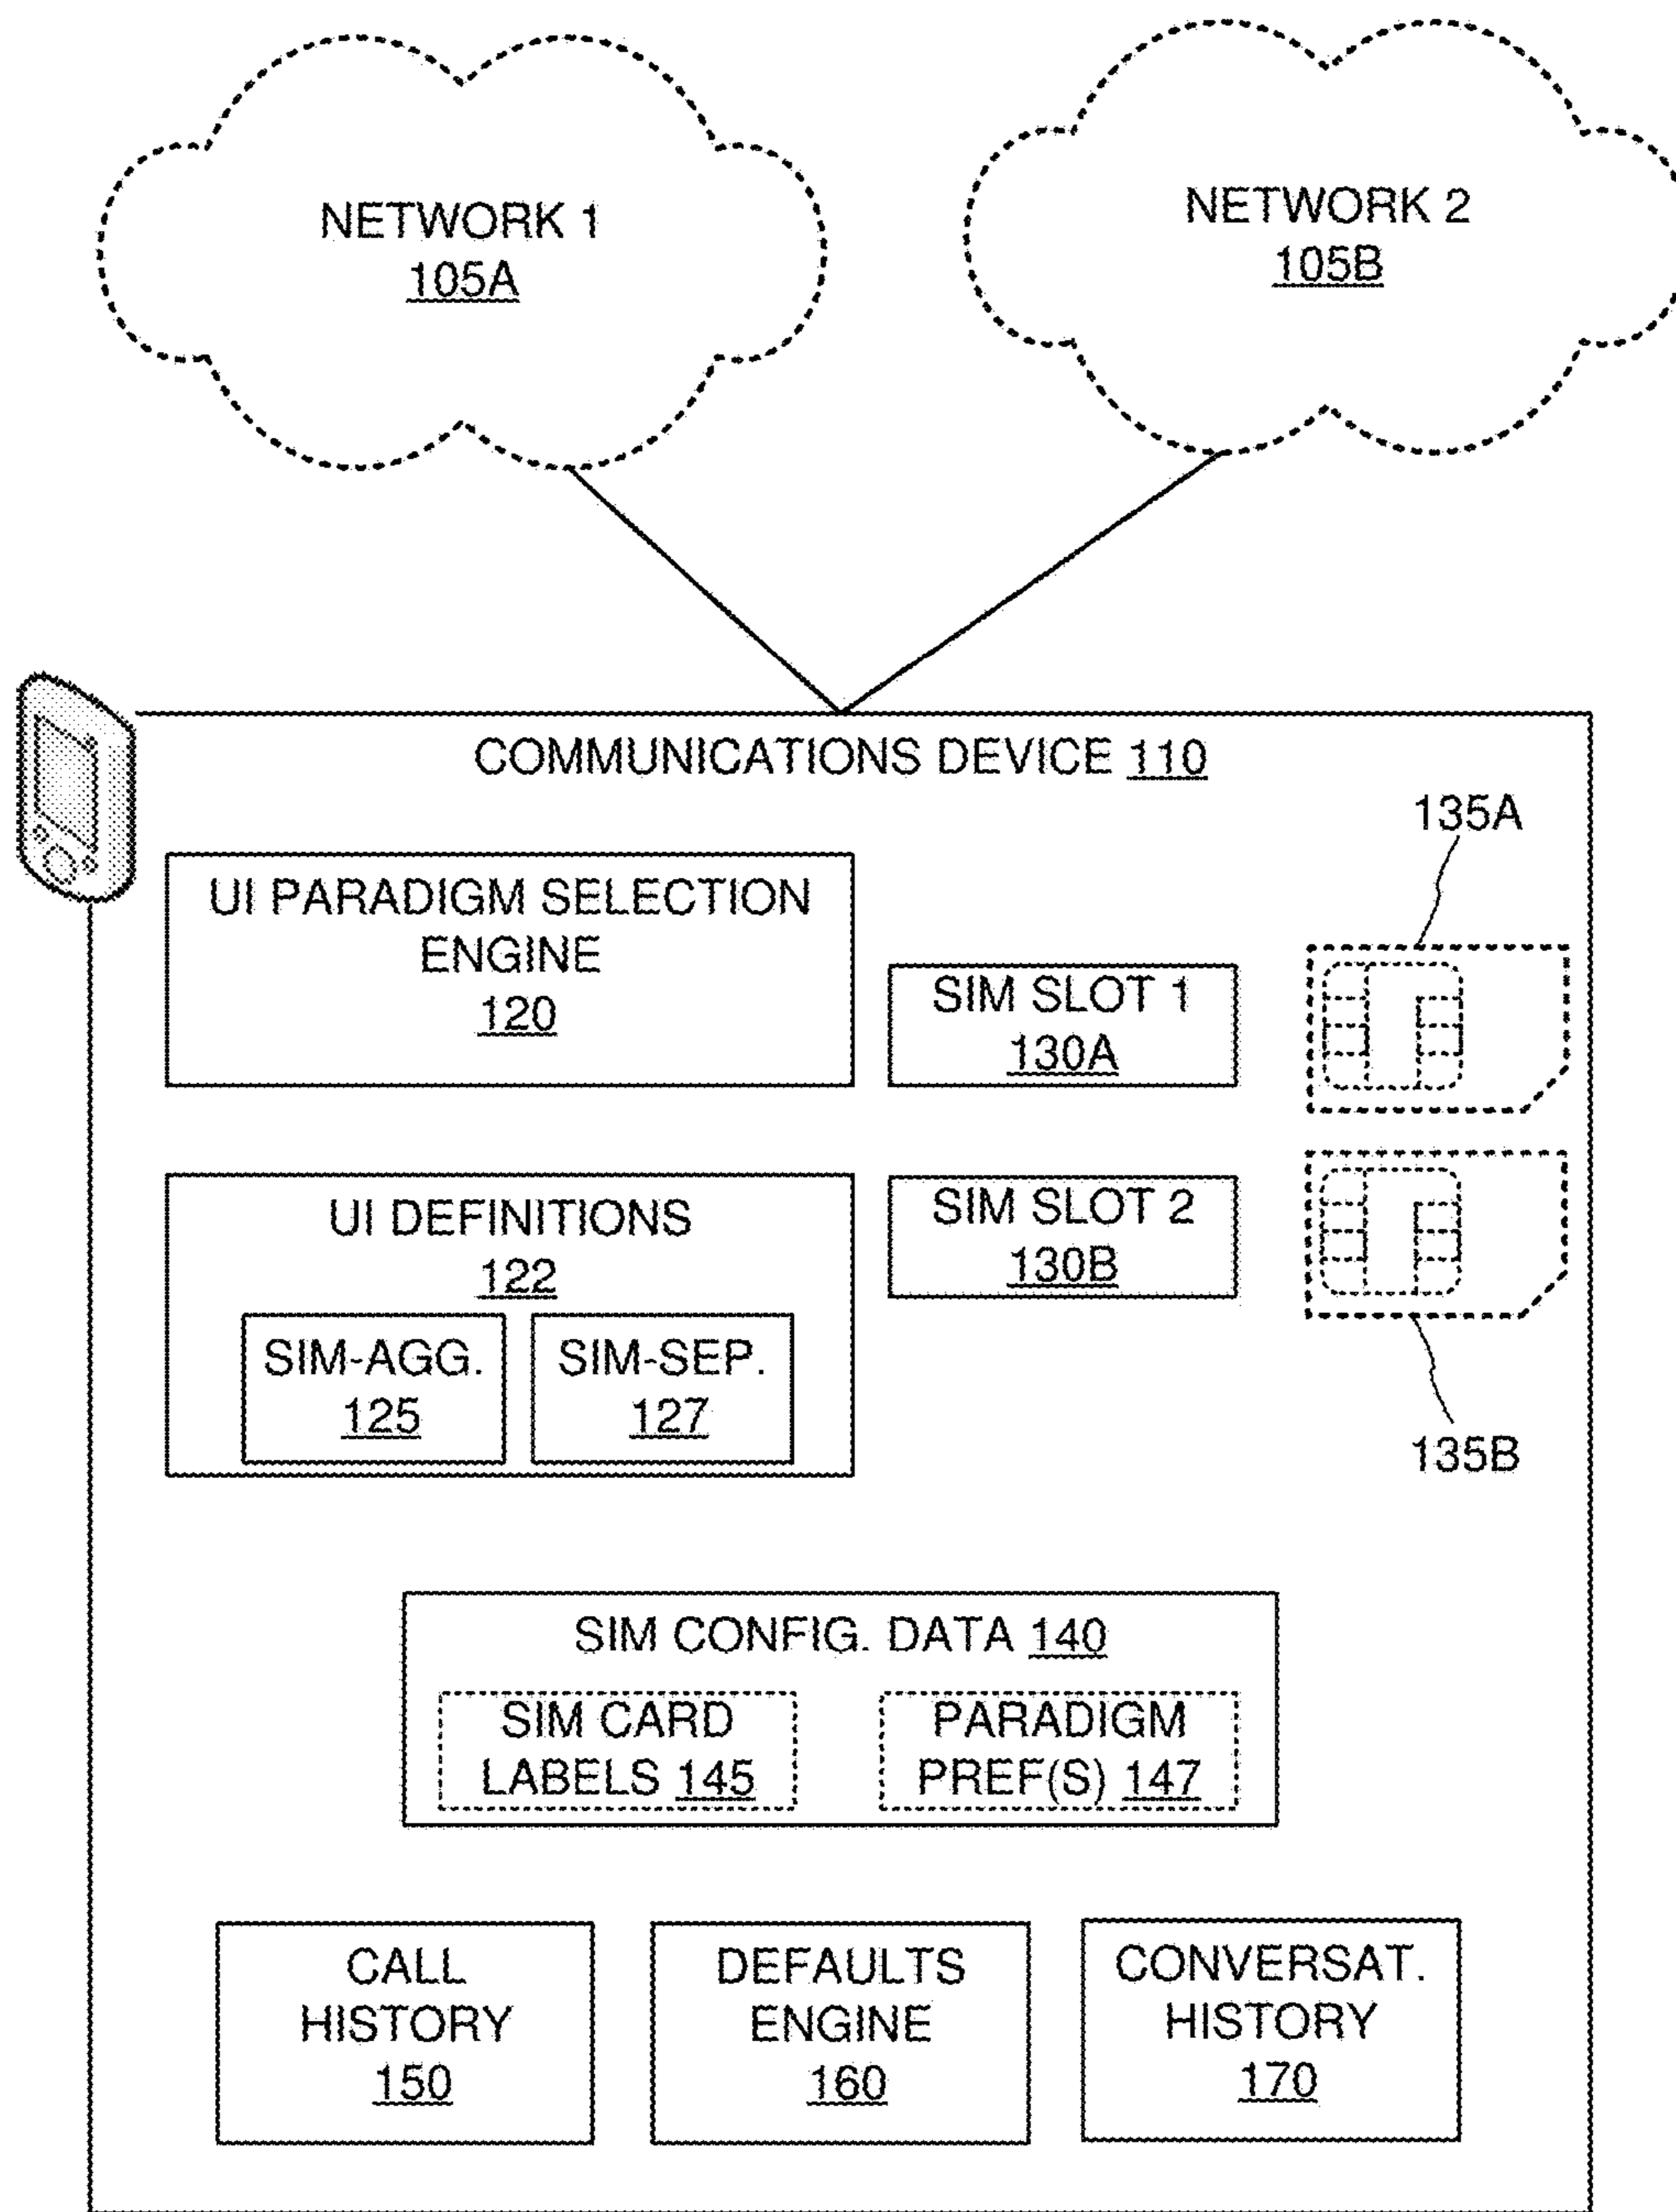 NETWORK 1
105A
NETWORK 2
105B
COMMUNICATIONS DEVICE 110
135A
UI PARADIGM SELECTION
ENGINE
120
SIM SLOT 1
130A
UI DEFINITIONS
122
SIM-AGG.
125
SIM-SEP.
127
SIM SLOT 2
130B
135B
SIM CONFIG. DATA 140
SIM CARD
LABELS 145
PARADIGM
PREF(S) 147
CALL
HISTORY
150
DEFAULTS
ENGINE
160
CONVERSAT.
HISTORY
170